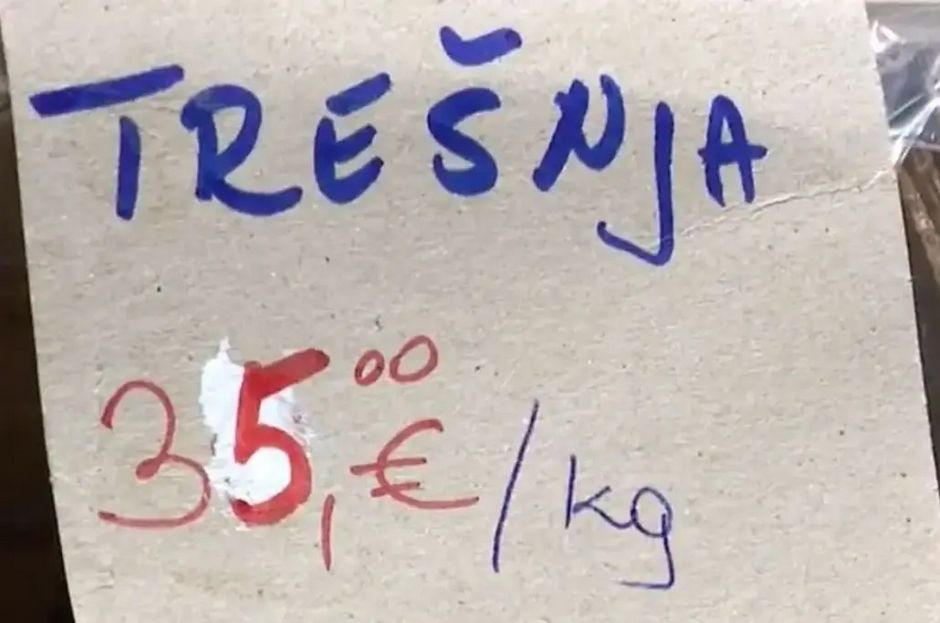 TREŠNJA
35,00 € / kg